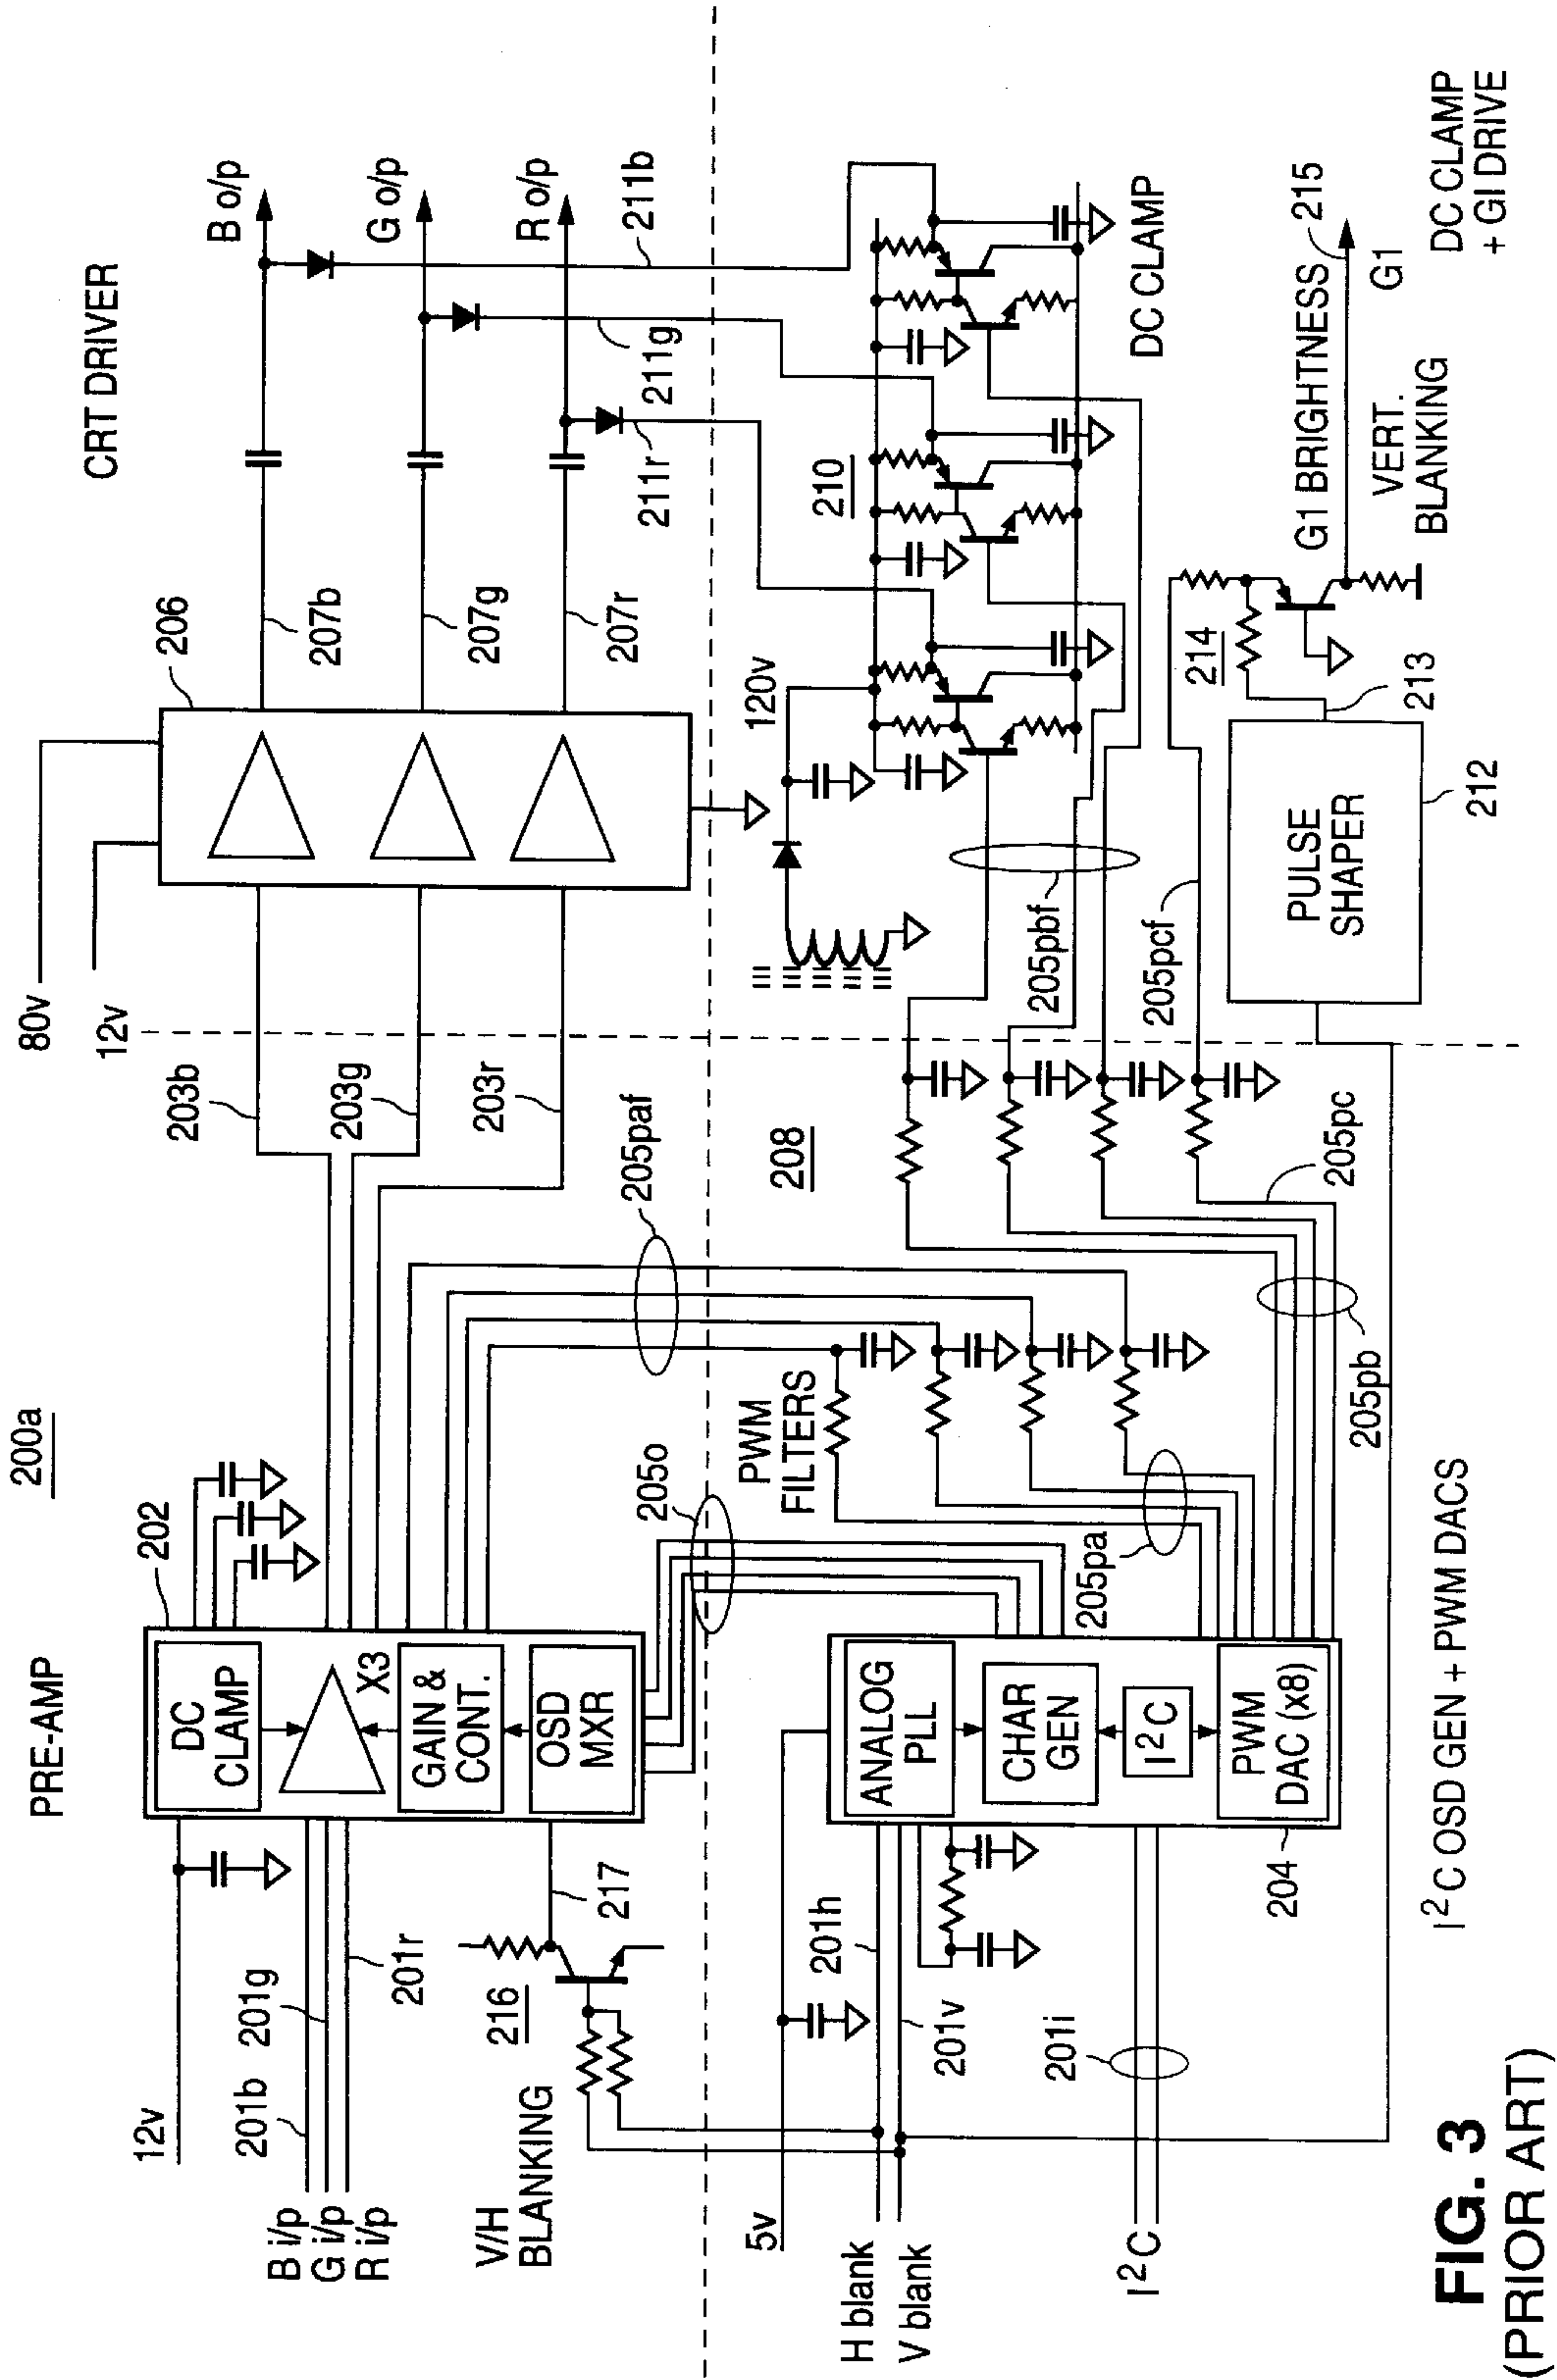 200a
PRE-AMP
CRT DRIVER
12v
201b
201g
201r
B i/p
G i/p
R i/p
202
DC
CLAMP
X3
GAIN &
CONT.
OSD
MXR
V/H
BLANKING
216
217
203b
203g
203r
80v
12v
206
207b
207g
207r
B o/p
G o/p
R o/p
211r
211g
211b
205paf
205o
5v
H blank
V blank
201h
201v
I²C
201i
ANALOG
PLL
CHAR
GEN
I²C
PWM
DAC (x8)
204
PWM
FILTERS
205pa
205pb
205pc
208
120v
210
DC CLAMP
205pbf
205pcf
PULSE
SHAPER
212
213
214
G1 BRIGHTNESS
215
VERT.
BLANKING
G1
DC CLAMP
+ GI DRIVE
I²C OSD GEN + PWM DACS
FIG. 3
(PRIOR ART)